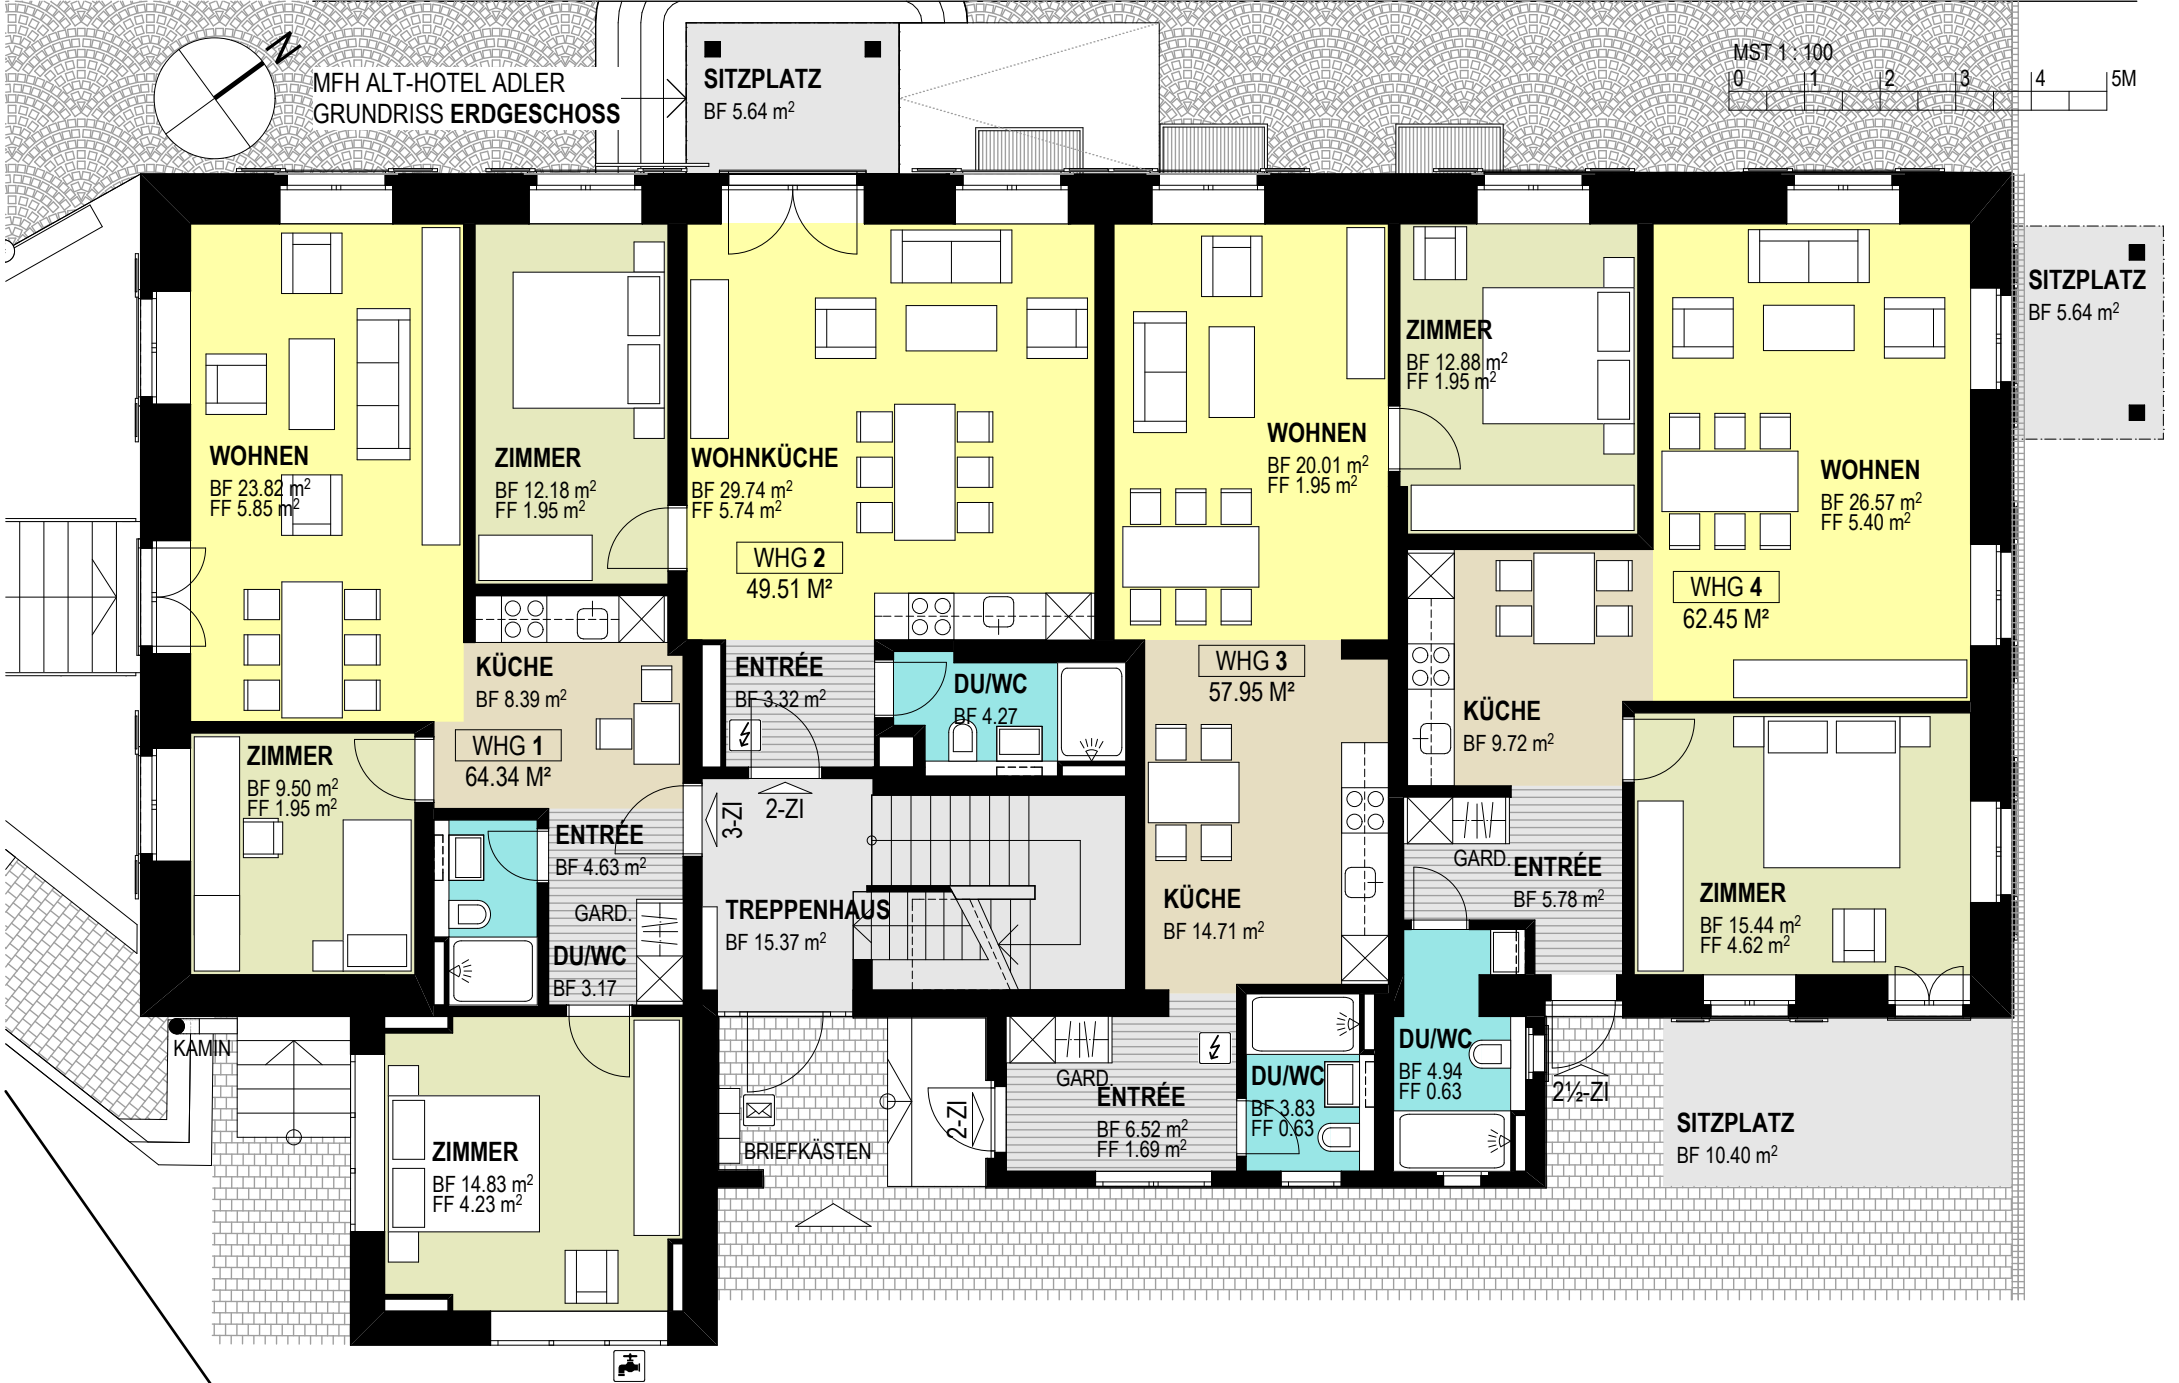 N
MFH ALT-HOTEL ADLER
GRUNDRISS ERDGESCHOSS
SITZPLATZ
BF 5.64 m²
MST 1 : 100
0 1 2 3 4 5M
SITZPLATZ
BF 5.64 m²
WOHNEN
BF 23.82 m²
FF 5.85 m²
ZIMMER
BF 12.18 m²
FF 1.95 m²
WOHNKÜCHE
BF 29.74 m²
FF 5.74 m²
WHG 2
49.51 M²
WOHNEN
BF 20.01 m²
FF 1.95 m²
ZIMMER
BF 12.88 m²
FF 1.95 m²
WOHNEN
BF 26.57 m²
FF 5.40 m²
WHG 4
62.45 M²
KÜCHE
BF 8.39 m²
WHG 1
64.34 M²
ENTRÉE
BF 3.32 m²
DU/WC
BF 4.27
WHG 3
57.95 M²
KÜCHE
BF 9.72 m²
ZIMMER
BF 9.50 m²
FF 1.95 m²
3-ZI
2-ZI
ENTRÉE
BF 4.63 m²
GARD.
DU/WC
BF 3.17
TREPPENHAUS
BF 15.37 m²
KÜCHE
BF 14.71 m²
GARD.
ENTRÉE
BF 5.78 m²
ZIMMER
BF 15.44 m²
FF 4.62 m²
KAMIN
ZIMMER
BF 14.83 m²
FF 4.23 m²
BRIEFKÄSTEN
2-ZI
GARD.
ENTRÉE
BF 6.52 m²
FF 1.69 m²
DU/WC
BF 3.83
FF 0.63
DU/WC
BF 4.94
FF 0.63
2½-ZI
SITZPLATZ
BF 10.40 m²